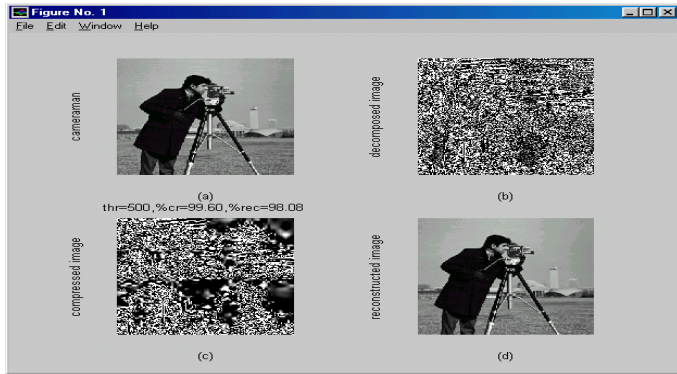 Figure No. 1
File Edit Window Help
cameraman
(a)
decomposed image
(b)
thr=500,%cr=99.60,%rec=98.08
compressed image
(c)
reconstructed image
(d)